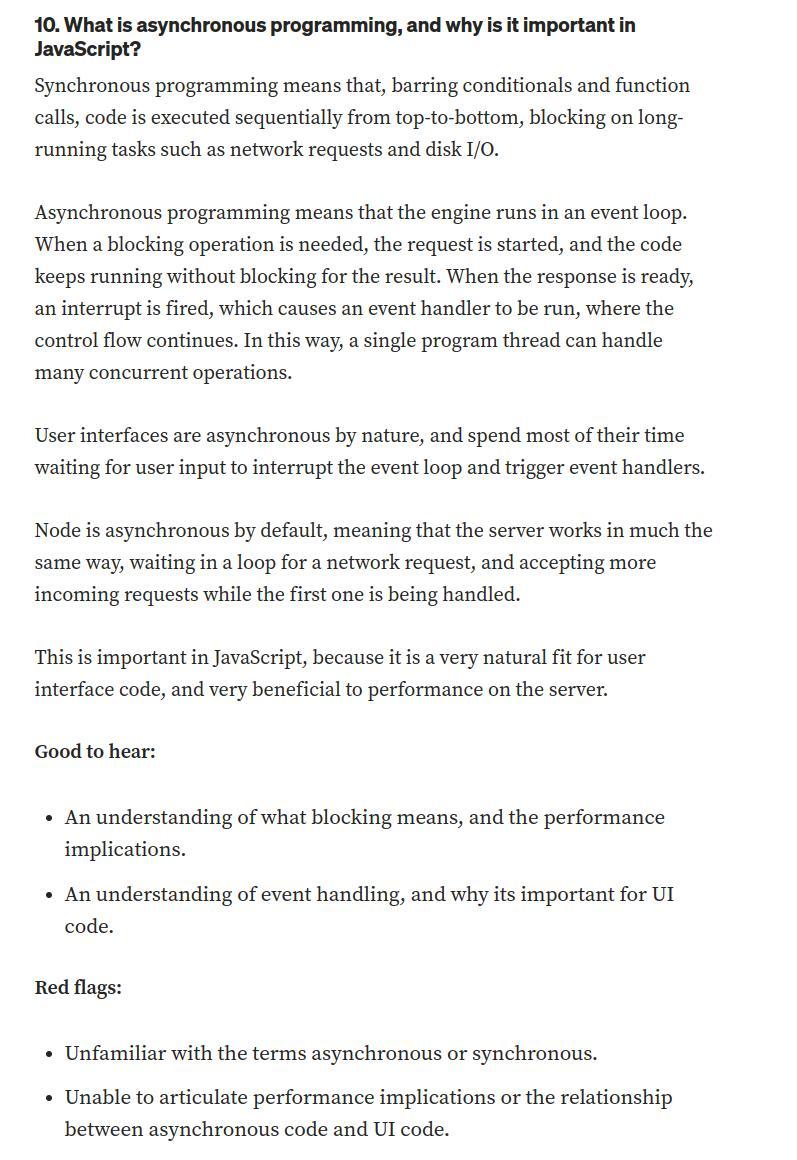 10. What is asynchronous programming, and why is it important in
JavaScript?
Synchronous programming means that, barring conditionals and function
calls, code is executed sequentially from top-to-bottom, blocking on long-
running tasks such as network requests and disk I/O.
Asynchronous programming means that the engine runs in an event loop.
When a blocking operation is needed, the request is started, and the code
keeps running without blocking for the result. When the response is ready,
an interrupt is fired, which causes an event handler to be run, where the
control flow continues. In this way, a single program thread can handle
many concurrent operations.
User interfaces are asynchronous by nature, and spend most of their time
waiting for user input to interrupt the event loop and trigger event handlers.
Node is asynchronous by default, meaning that the server works in much the
same way, waiting in a loop for a network request, and accepting more
incoming requests while the first one is being handled.
This is important in JavaScript, because it is a very natural fit for user
interface code, and very beneficial to performance on the server.
Good to hear:
• An understanding of what blocking means, and the performance
implications.
• An understanding of event handling, and why its important for UI
code.
Red flags:
• Unfamiliar with the terms asynchronous or synchronous.
• Unable to articulate performance implications or the relationship
between asynchronous code and UI code.